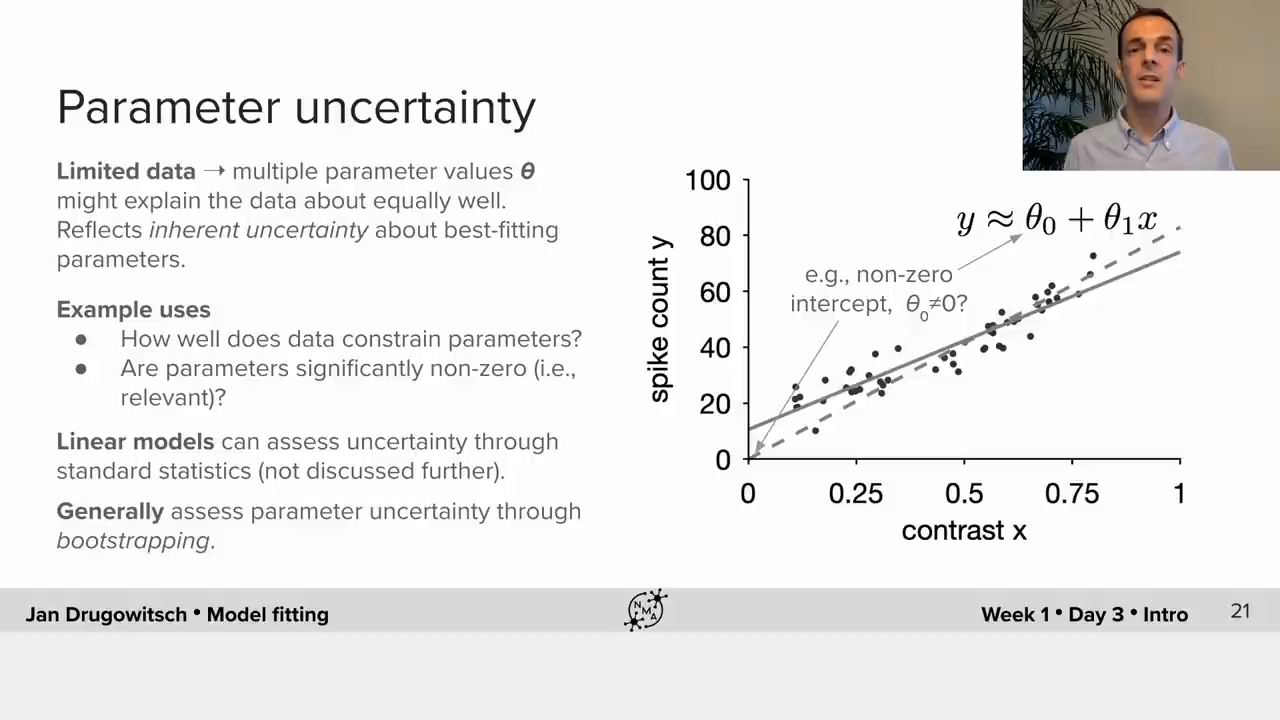 Parameter uncertainty
Limited data → multiple parameter values θ
might explain the data about equally well.
Reflects inherent uncertainty about best-fitting
parameters.
Example uses
● How well does data constrain parameters?
● Are parameters significantly non-zero (i.e.,
relevant)?
Linear models can assess uncertainty through
standard statistics (not discussed further).
Generally assess parameter uncertainty through
bootstrapping.
y ≈ θ₀ + θ₁x
e.g., non-zero
intercept, θ₀≠0?
spike count y
100
80
60
40
20
0
0 0.25 0.5 0.75 1
contrast x
Jan Drugowitsch • Model fitting
N M A
Week 1 • Day 3 • Intro 21